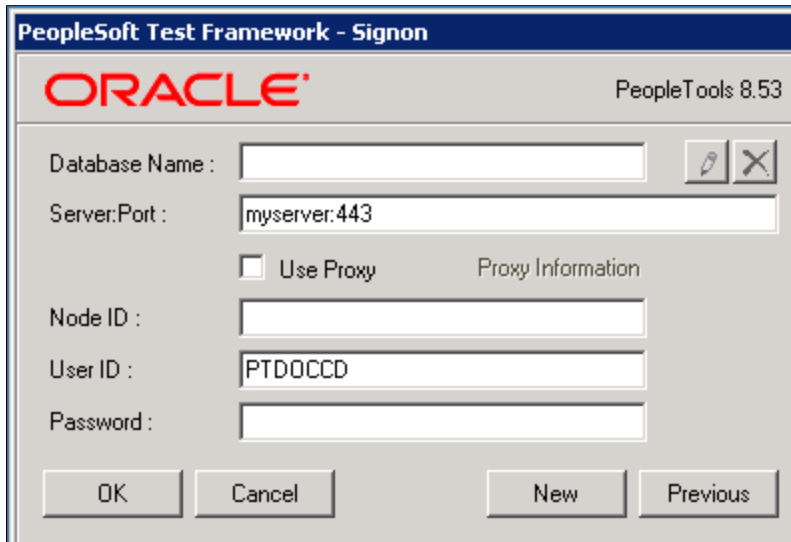 PeopleSoft Test Framework - Signon
ORACLE PeopleTools 8.53
Database Name :
Server:Port : myserver:443
Use Proxy Proxy Information
Node ID :
User ID : PTDOCCD
Password :
OK Cancel New Previous